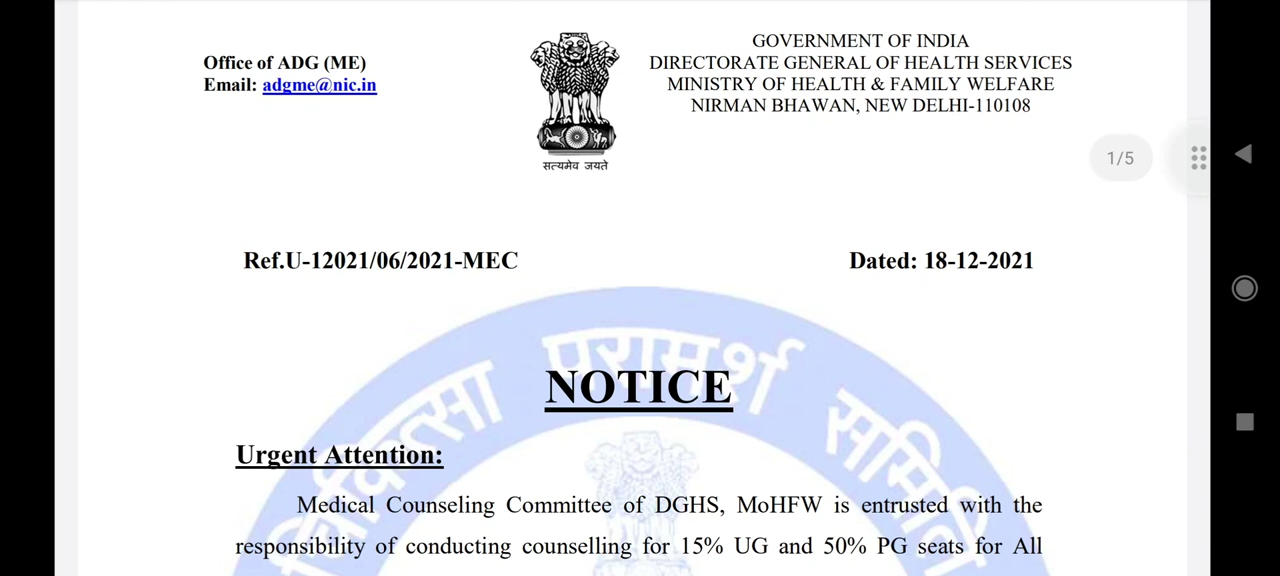 Office of ADG (ME)
Email: adgme@nic.in
सत्यमेव जयते
GOVERNMENT OF INDIA
DIRECTORATE GENERAL OF HEALTH SERVICES
MINISTRY OF HEALTH & FAMILY WELFARE
NIRMAN BHAWAN, NEW DELHI-110108
1/5
Ref.U-12021/06/2021-MEC
Dated: 18-12-2021
चिकित्सा परामर्श समिति
NOTICE
Urgent Attention:
Medical Counseling Committee of DGHS, MoHFW is entrusted with the
responsibility of conducting counselling for 15% UG and 50% PG seats for All